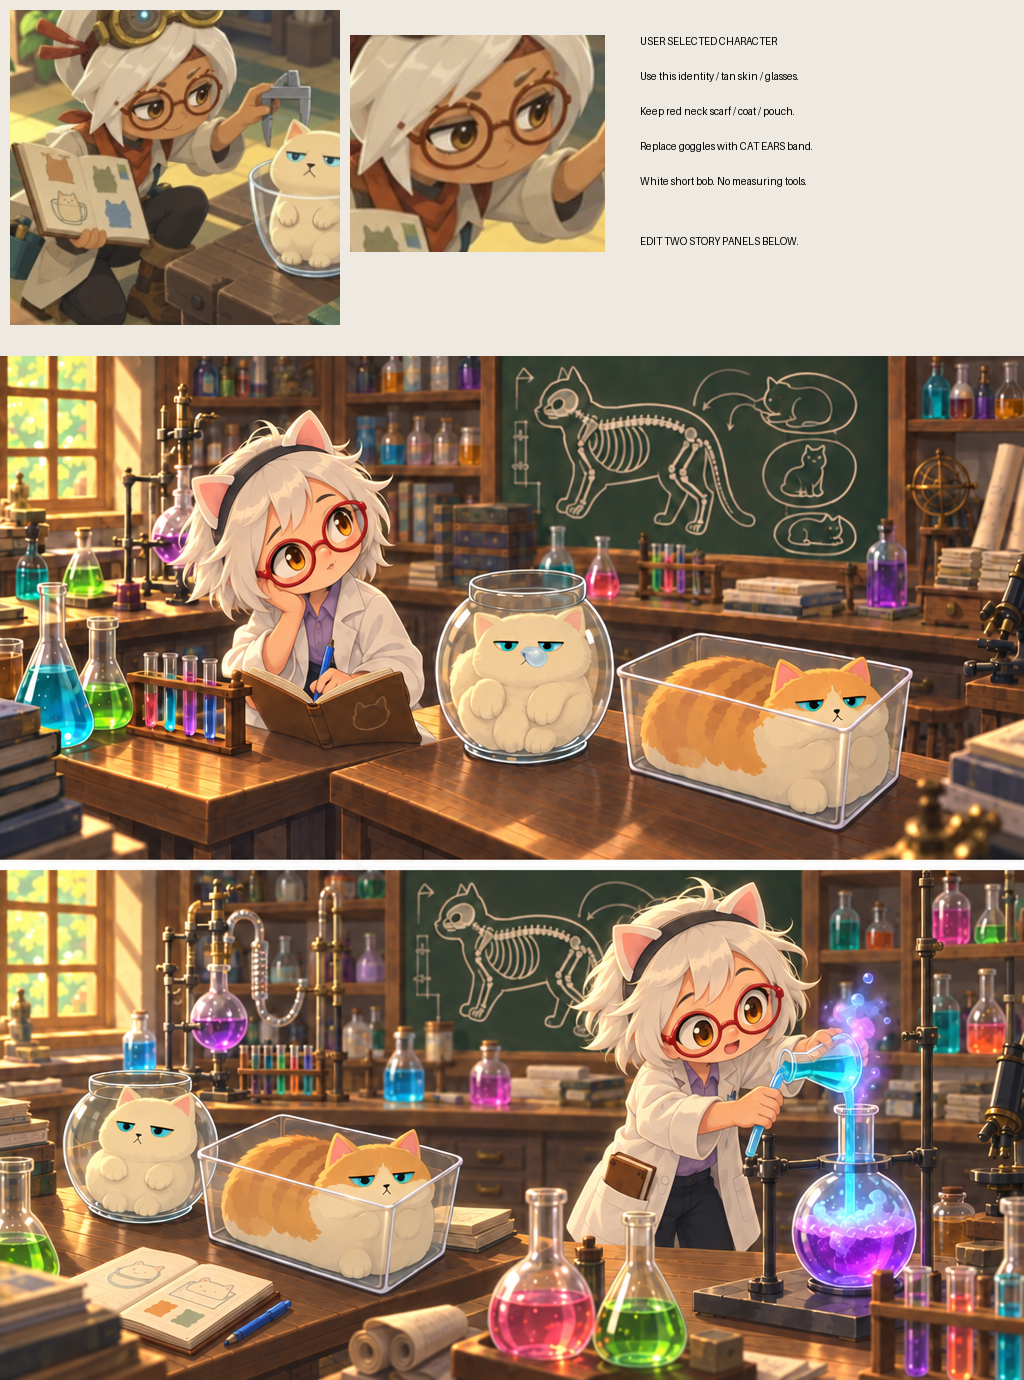 USER SELECTED CHARACTER
Use this identity / tan skin / glasses.
Keep red neck scarf / coat / pouch.
Replace goggles with CAT EARS band.
White short bob. No measuring tools.
EDIT TWO STORY PANELS BELOW.